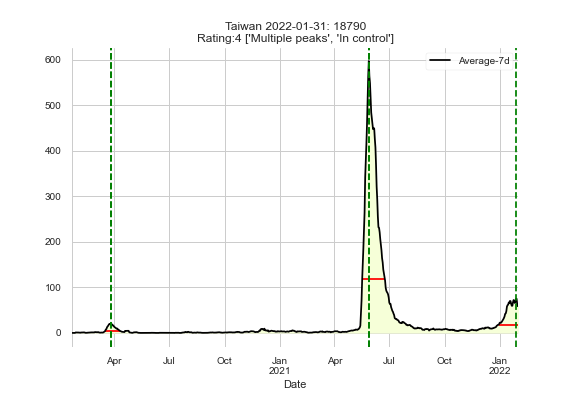 Taiwan 2022-01-31: 18790
Rating:4 ['Multiple peaks', 'In control']
Average-7d
600
500
400
300
200
100
0
Apr
Jul
Oct
Jan
2021
Apr
Jul
Oct
Jan
2022
Date